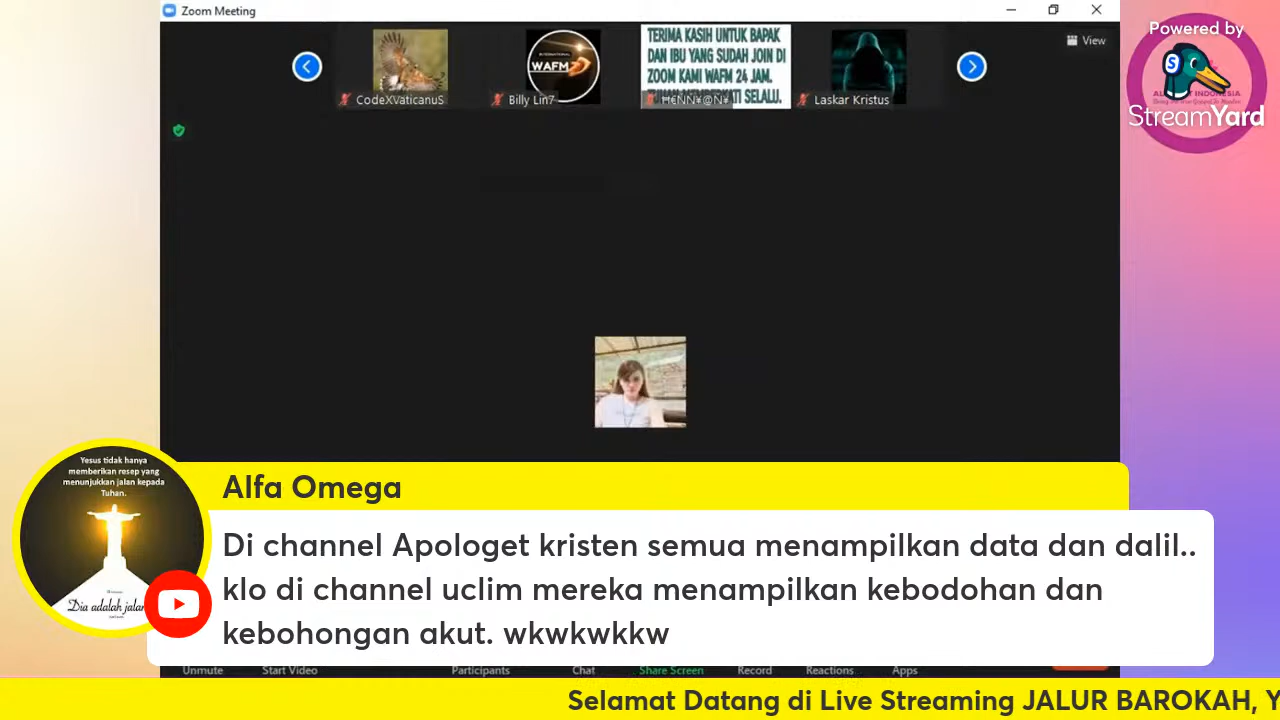 Zoom Meeting
Powered by
StreamYard
View
CodeXVaticanuS
WAFM
Billy Lin7
TERIMA KASIH UNTUK BAPAK
DAN IBU YANG SUDAH JOIN DI
ZOOM KAMI WAFM 24 JAM.
Laskar Kristus
Yesus tidak hanya
memberikan resep yang
menunjukkan jalan kepada
Tuhan.
Dia adalah jalan
Alfa Omega
Di channel Apologet kristen semua menampilkan data dan dalil..
klo di channel uclim mereka menampilkan kebodohan dan
kebohongan akut. wkwkwkkw
Unmute
Start Video
Participants
Chat
Share Screen
Record
Reactions
Apps
Selamat Datang di Live Streaming JALUR BAROKAH, Y